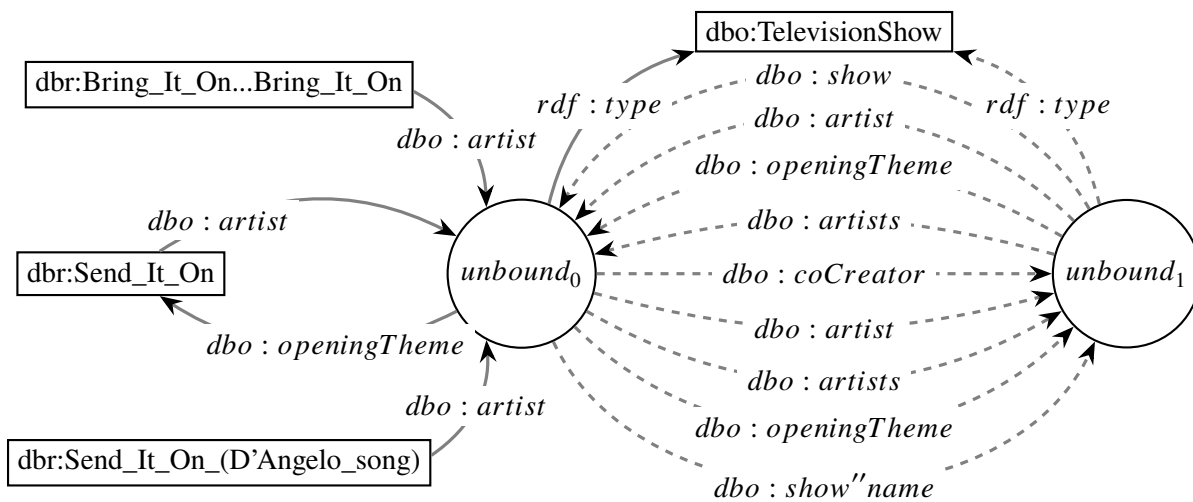 dbo:TelevisionShow
dbr:Bring_It_On...Bring_It_On
dbo : show
rdf : type
rdf : type
dbo : artist
dbo : artist
dbo : openingTheme
dbo : artist
dbo : artists
dbr:Send_It_On
unbound0
dbo : coCreator
unbound1
dbo : openingTheme
dbo : artist
dbo : artists
dbo : artist
dbo : openingTheme
dbr:Send_It_On_(D'Angelo_song)
dbo : show''name